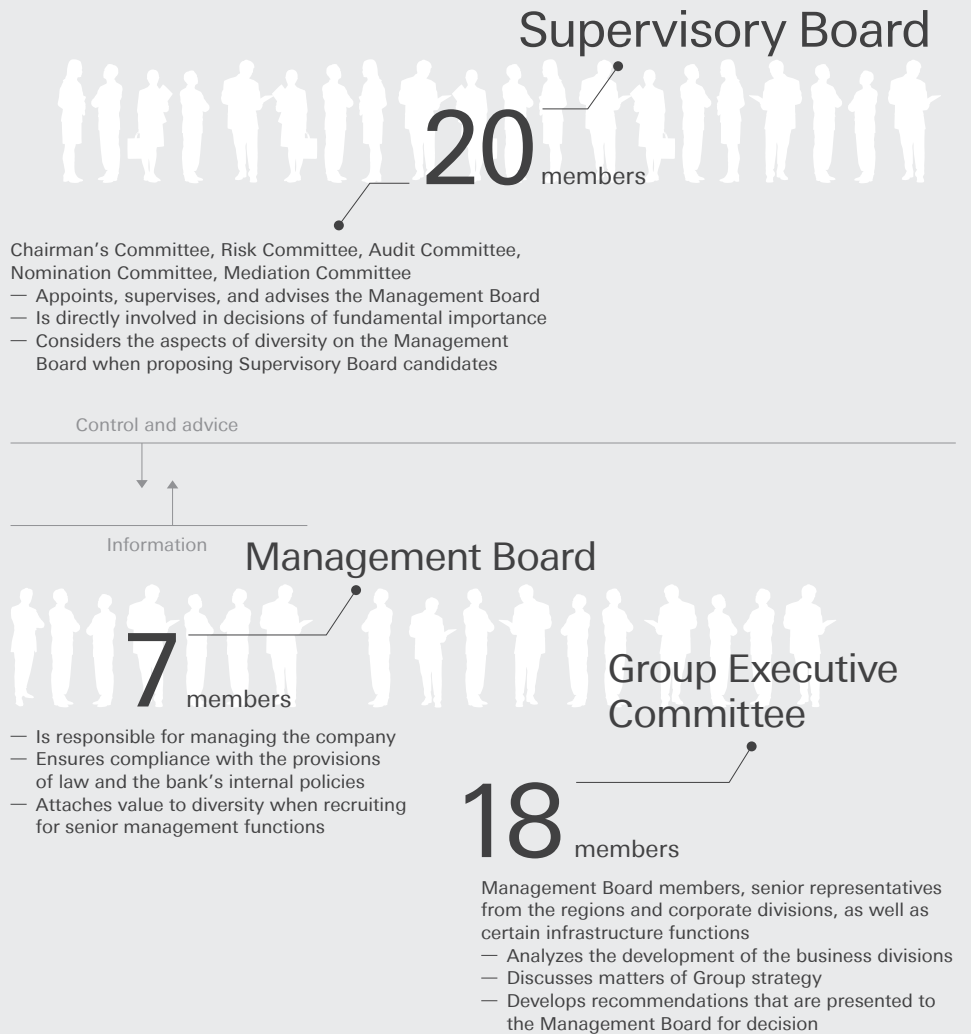 Supervisory Board
20 members
Chairman’s Committee, Risk Committee, Audit Committee,
Nomination Committee, Mediation Committee
— Appoints, supervises, and advises the Management Board
— Is directly involved in decisions of fundamental importance
— Considers the aspects of diversity on the Management
Board when proposing Supervisory Board candidates
Control and advice
Information
Management Board
7 members
— Is responsible for managing the company
— Ensures compliance with the provisions
of law and the bank’s internal policies
— Attaches value to diversity when recruiting
for senior management functions
Group Executive
Committee
18 members
Management Board members, senior representatives
from the regions and corporate divisions, as well as
certain infrastructure functions
— Analyzes the development of the business divisions
— Discusses matters of Group strategy
— Develops recommendations that are presented to
the Management Board for decision